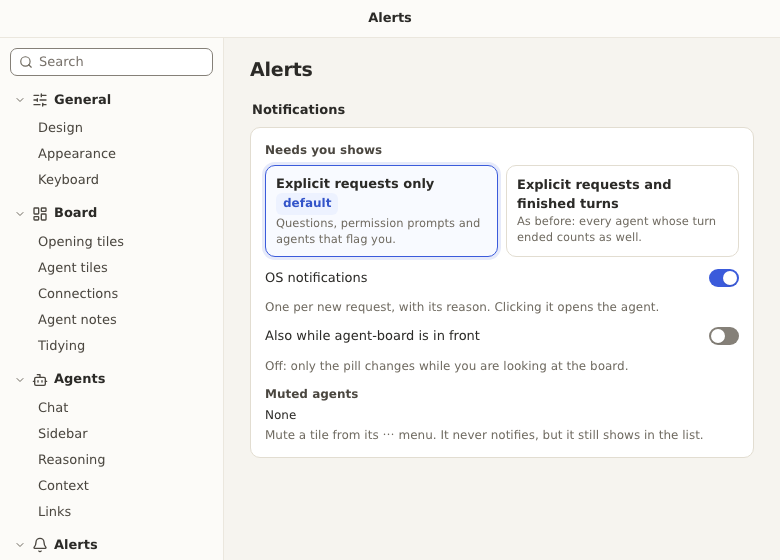 Alerts
Search
General
Design
Appearance
Keyboard
Board
Opening tiles
Agent tiles
Connections
Agent notes
Tidying
Agents
Chat
Sidebar
Reasoning
Context
Links
Alerts
Alerts
Notifications
Needs you shows
Explicit requests only
default
Questions, permission prompts and
agents that flag you.
Explicit requests and
finished turns
As before: every agent whose turn
ended counts as well.
OS notifications
One per new request, with its reason. Clicking it opens the agent.
Also while agent-board is in front
Off: only the pill changes while you are looking at the board.
Muted agents
None
Mute a tile from its ··· menu. It never notifies, but it still shows in the list.